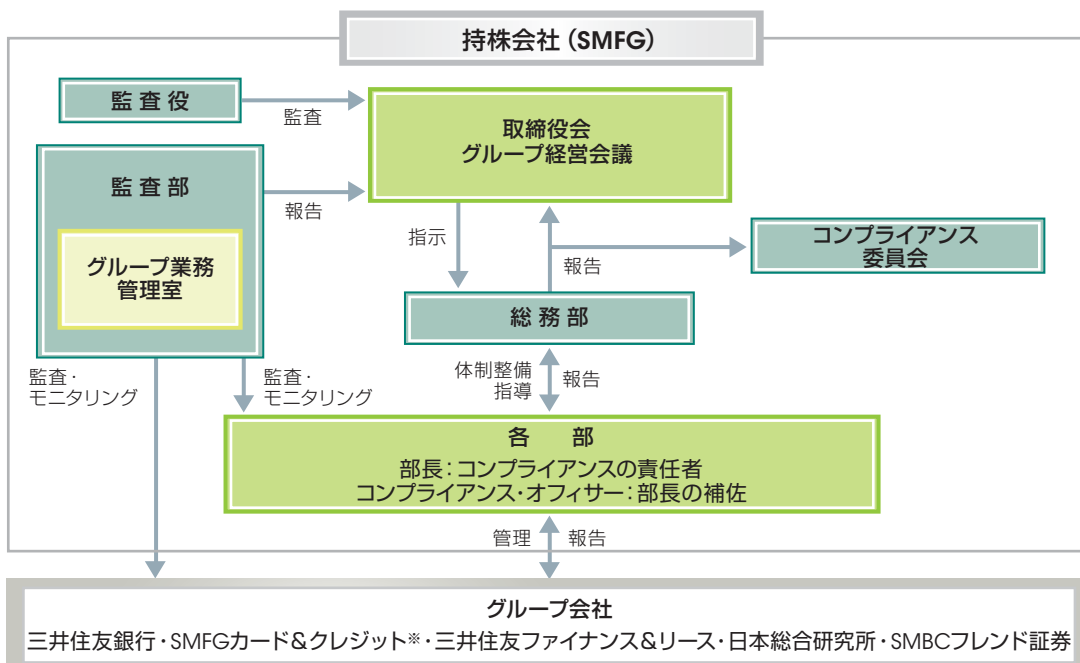 持株会社(SMFG)
監査役
監査
取締役会
グループ経営会議
監査部
報告
グループ業務
管理室
指示
報告
コンプライアンス
委員会
総務部
監査・
モニタリング
監査・
モニタリング
体制整備
指導
報告
各 部
部長:コンプライアンスの責任者
コンプライアンス・オフィサー:部長の補佐
管理
報告
グループ会社
三井住友銀行・SMFGカード&クレジット※・三井住友ファイナンス&リース・日本総合研究所・SMBCフレンド証券